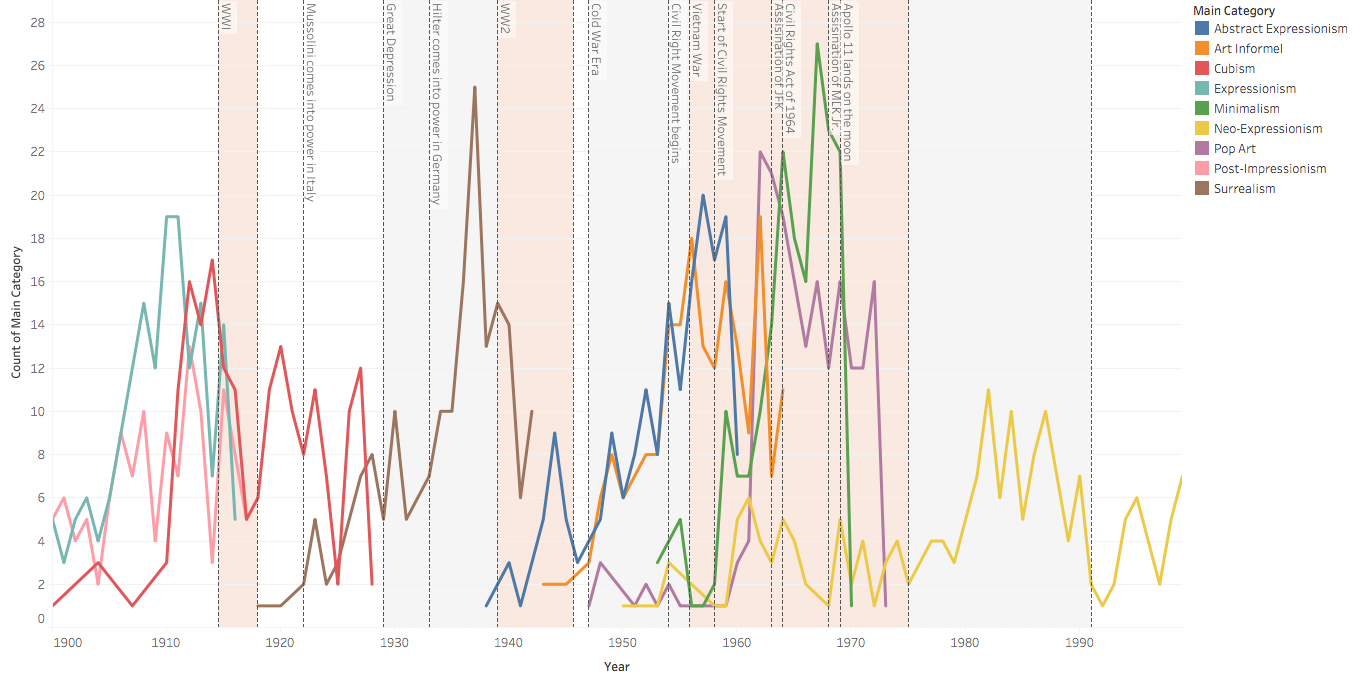 Count of Main Category
28
26
24
22
20
18
16
14
12
10
8
6
4
2
0
WWI
Mussolini comes into power in Italy
Great Depression
Hilter comes into power in Germany
WW2
Cold War Era
Civil Right Movement begins
Vietnam War
Start of Civil Rights Movement
Assisination of JFK
Civil Rights Act of 1964
Assisination of MLK Jr.
Apollo 11 lands on the moon
1900
1910
1920
1930
1940
1950
1960
1970
1980
1990
Year
Main Category
Abstract Expressionism
Art Informel
Cubism
Expressionism
Minimalism
Neo-Expressionism
Pop Art
Post-Impressionism
Surrealism